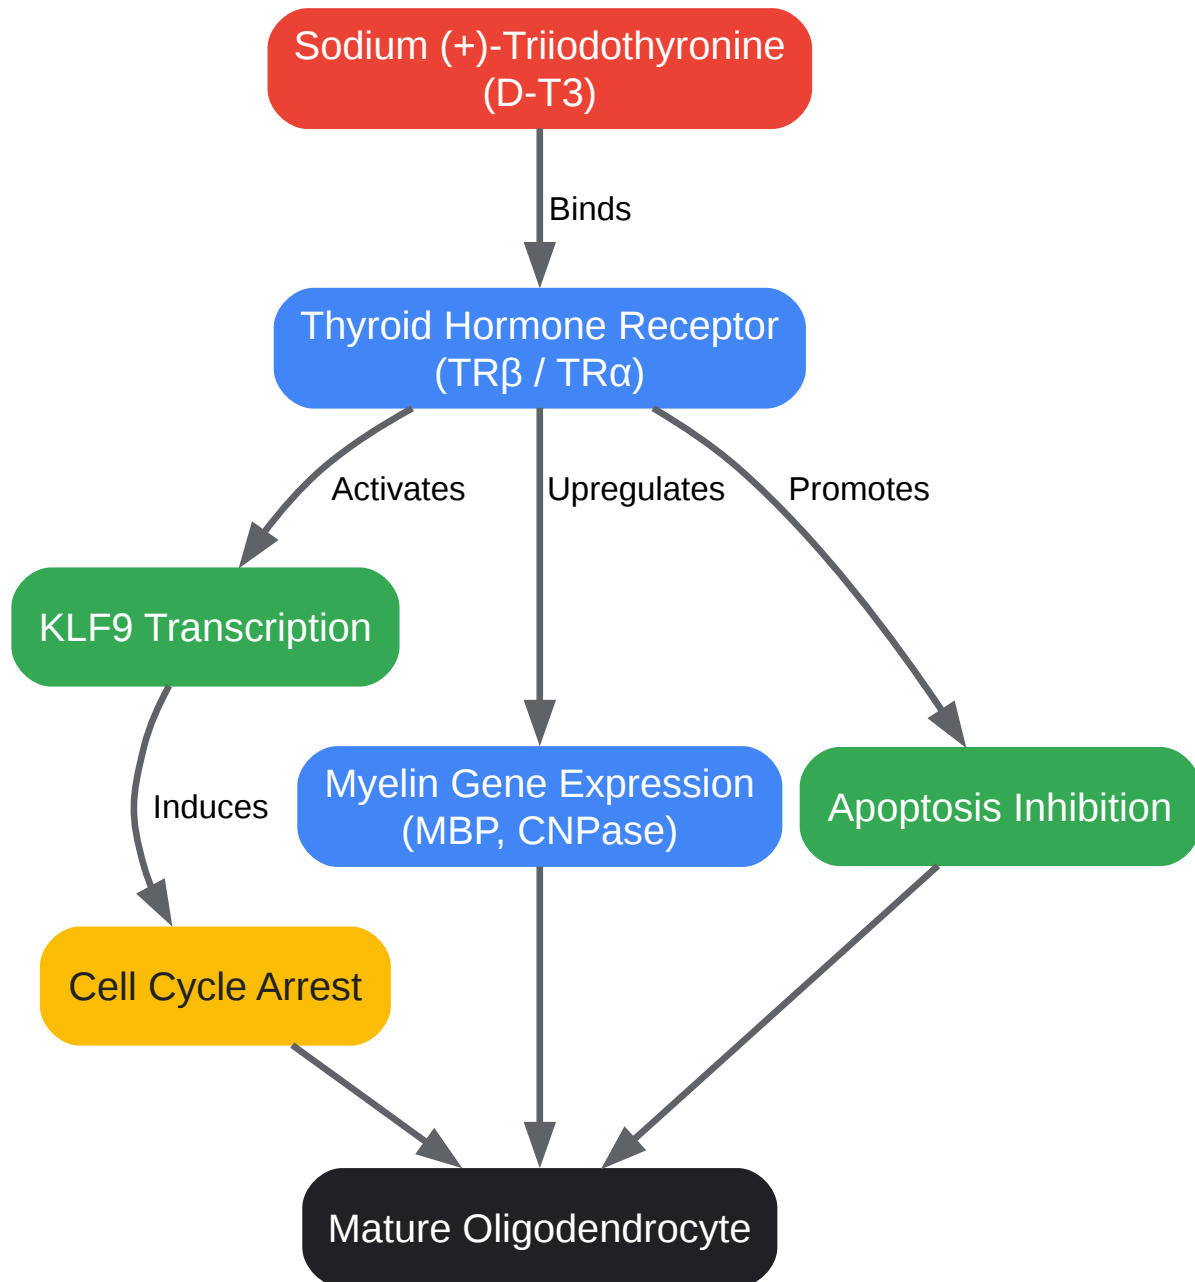 Sodium (+)-Triiodothyronine
(D-T3)
Binds
Thyroid Hormone Receptor
(TRβ / TRα)
Activates
Upregulates
Promotes
KLF9 Transcription
Myelin Gene Expression
(MBP, CNPase)
Apoptosis Inhibition
Induces
Cell Cycle Arrest
Mature Oligodendrocyte